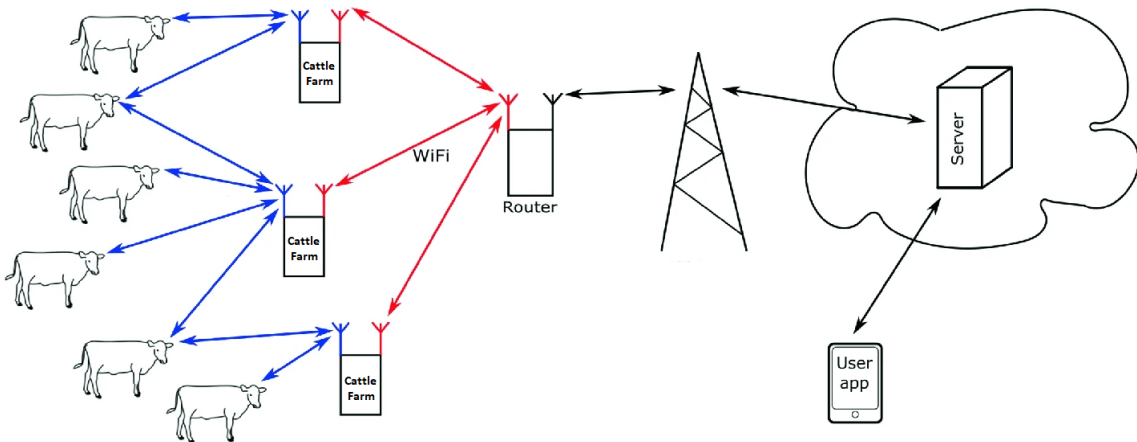 Cattle
Farm
WiFi
Router
Cattle
Farm
Cattle
Farm
Server
User
app